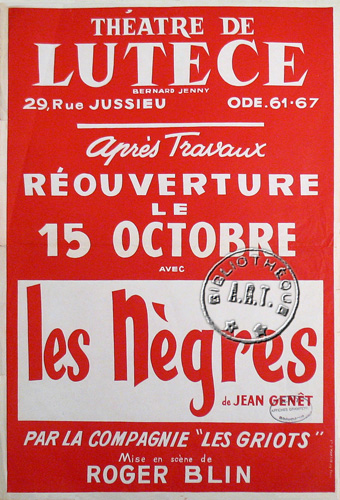 THÉATRE DE
LUTECE
BERNARD JENNY
29, Rue JUSSIEU ODE. 61-67
Après Travaux
RÉOUVERTURE
LE
15 OCTOBRE
AVEC
BIBLIOTHÈQUE
A.R.T.
les Nègres
de JEAN GENÊT
PAR LA COMPAGNIE "LES GRIOTS"
Mise en scène de
ROGER BLIN